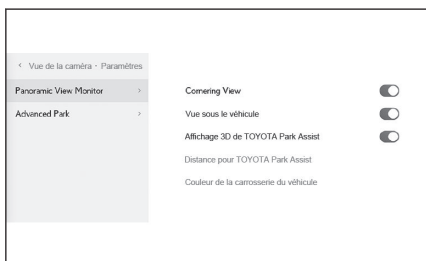 Vue de la caméra · Paramètres
Panoramic View Monitor
Advanced Park
Cornering View
Vue sous le véhicule
Affichage 3D de TOYOTA Park Assist
Distance pour TOYOTA Park Assist
Couleur de la carrosserie du véhicule